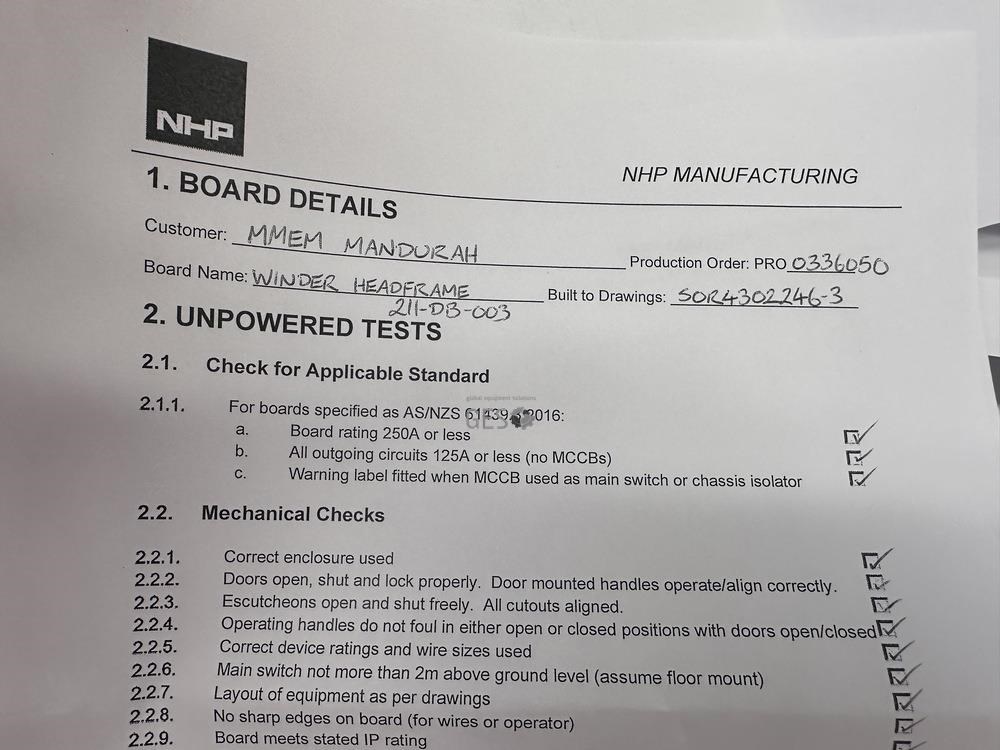 NHP
NHP MANUFACTURING
1. BOARD DETAILS
Customer: MMEM MANDURAH
Production Order: PRO 0336050
Board Name: WINDER HEADFRAME
211-DB-003
Built to Drawings: SOR4302246-3
2. UNPOWERED TESTS
2.1. Check for Applicable Standard
2.1.1. For boards specified as AS/NZS 61439. 2016:
global equipment solutions
GES
a. Board rating 250A or less
b. All outgoing circuits 125A or less (no MCCBs)
c. Warning label fitted when MCCB used as main switch or chassis isolator
2.2. Mechanical Checks
2.2.1. Correct enclosure used
2.2.2. Doors open, shut and lock properly. Door mounted handles operate/align correctly.
2.2.3. Escutcheons open and shut freely. All cutouts aligned.
2.2.4. Operating handles do not foul in either open or closed positions with doors open/closed
2.2.5. Correct device ratings and wire sizes used
2.2.6. Main switch not more than 2m above ground level (assume floor mount)
2.2.7. Layout of equipment as per drawings
2.2.8. No sharp edges on board (for wires or operator)
2.2.9. Board meets stated IP rating